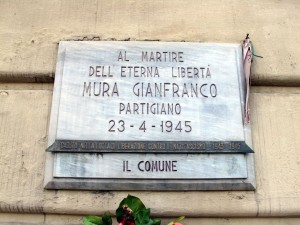 AL MARTIRE
DELL'ETERNA LIBERTÀ
MURA GIANFRANCO
PARTIGIANO
23-4-1945
IL COMUNE